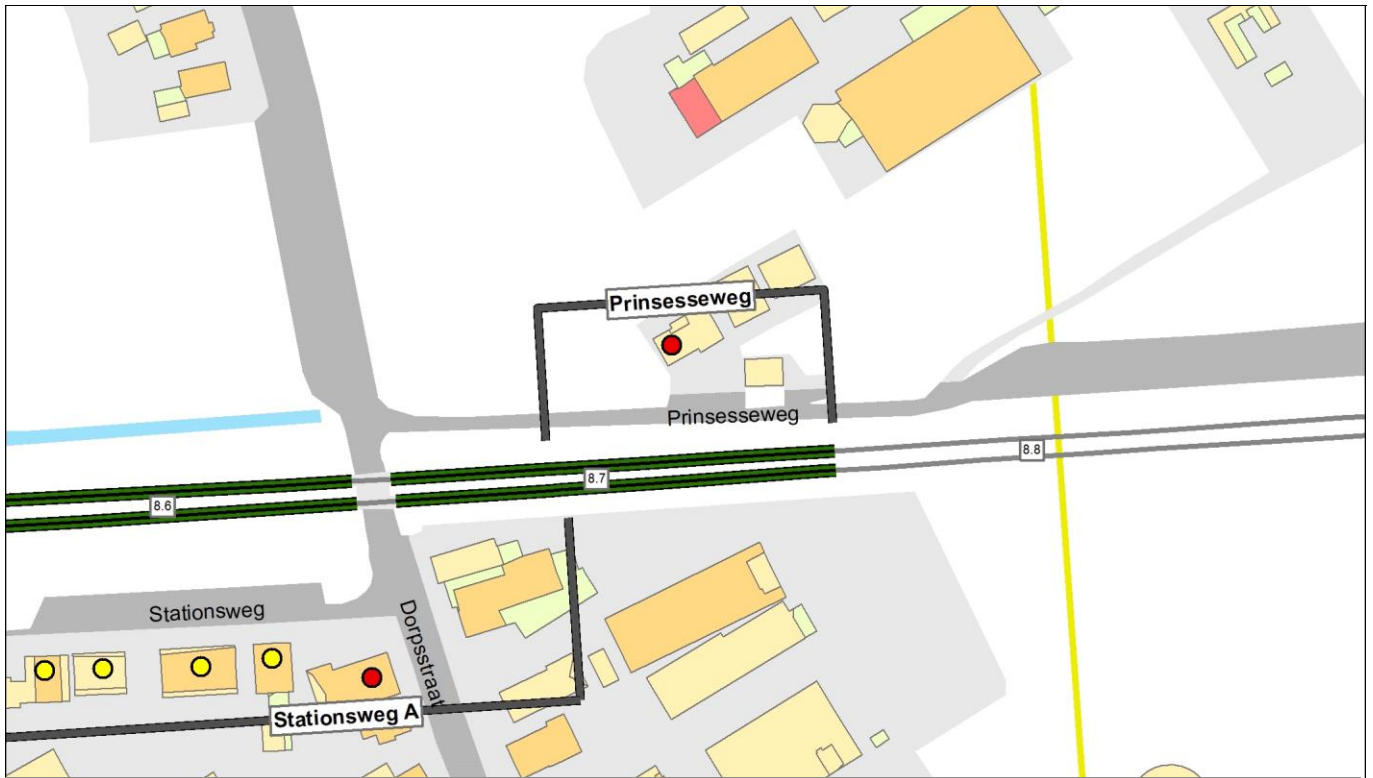 Prinsesseweg
Prinsesseweg
8.8
8.7
8.6
Stationsweg
Dorpsstraat
Stationsweg A